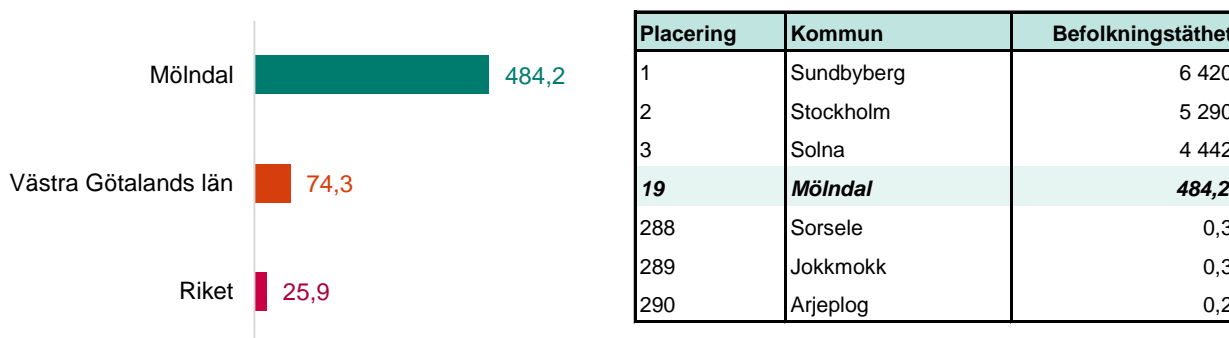 Mölndal 484,2
Västra Götalands län 74,3
Riket 25,9
Placering Kommun Befolkningstäthet
1 Sundbyberg 6 420
2 Stockholm 5 290
3 Solna 4 442
19 Mölndal 484,2
288 Sorsele 0,3
289 Jokkmokk 0,3
290 Arjeplog 0,2